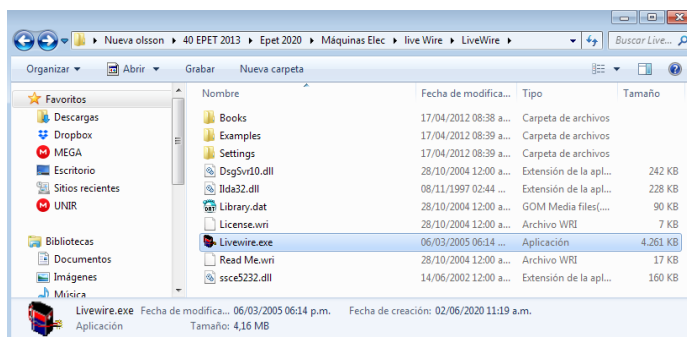 Nueva olsson ▸ 40 EPET 2013 ▸ Epet 2020 ▸ Máquinas Elec ▸ live Wire ▸ LiveWire ▸ Buscar Live...
Organizar Abrir Grabar Nueva carpeta
Nombre Fecha de modifica... Tipo Tamaño
Favoritos
Descargas
Dropbox
MEGA
Escritorio
Sitios recientes
UNIR
Bibliotecas
Documentos
Imágenes
Música
Books 17/04/2012 08:38 a... Carpeta de archivos
Examples 17/04/2012 08:39 a... Carpeta de archivos
Settings 17/04/2012 08:39 a... Carpeta de archivos
DsgSvr10.dll 28/10/2004 12:00 a... Extensión de la apl... 242 KB
Ilda32.dll 08/11/1997 02:44 ... Extensión de la apl... 228 KB
Library.dat 28/10/2004 12:00 a... GOM Media files(.... 90 KB
License.wri 28/10/2004 12:00 a... Archivo WRI 7 KB
Livewire.exe 06/03/2005 06:14 ... Aplicación 4.261 KB
Read Me.wri 28/10/2004 12:00 a... Archivo WRI 17 KB
ssce5232.dll 14/06/2002 12:00 a... Extensión de la apl... 160 KB
Livewire.exe Fecha de modifica... 06/03/2005 06:14 p.m. Fecha de creación: 02/06/2020 11:19 a.m.
Aplicación Tamaño: 4,16 MB